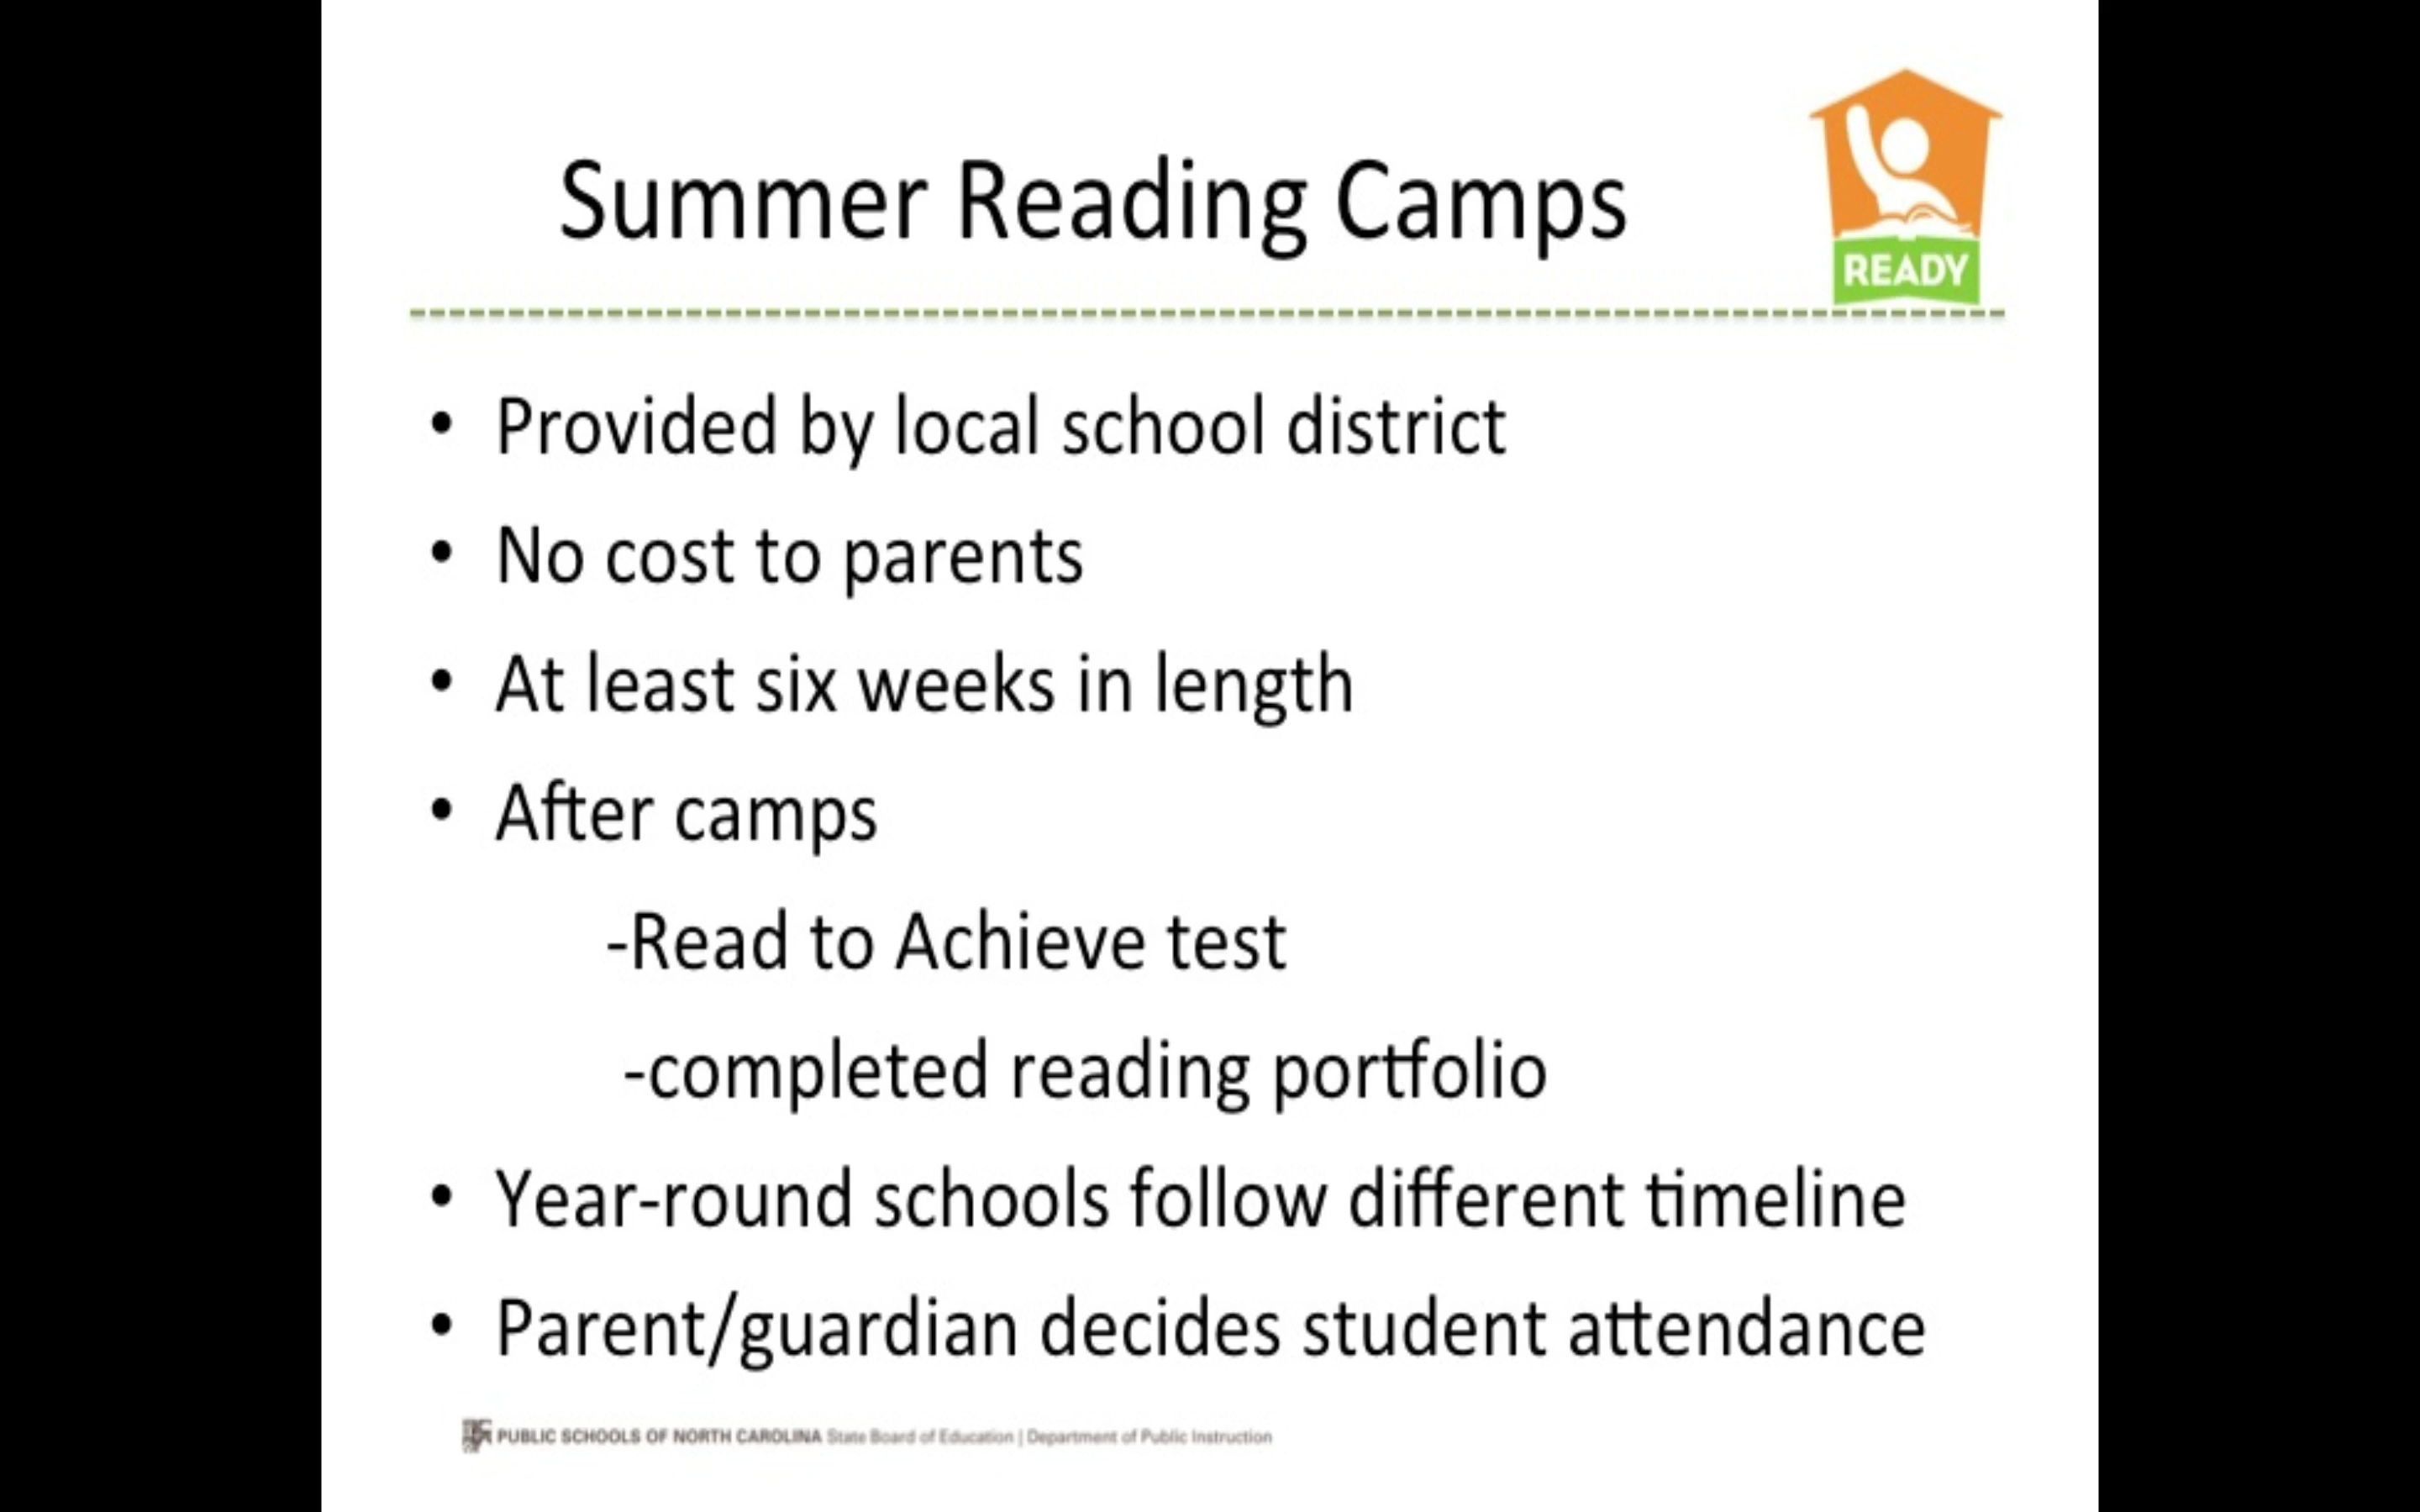 Summer Reading Camps
READY
• Provided by local school district
• No cost to parents
• At least six weeks in length
• After camps
-Read to Achieve test
-completed reading portfolio
• Year-round schools follow different timeline
• Parent/guardian decides student attendance
PUBLIC SCHOOLS OF NORTH CAROLINA State Board of Education | Department of Public Instruction